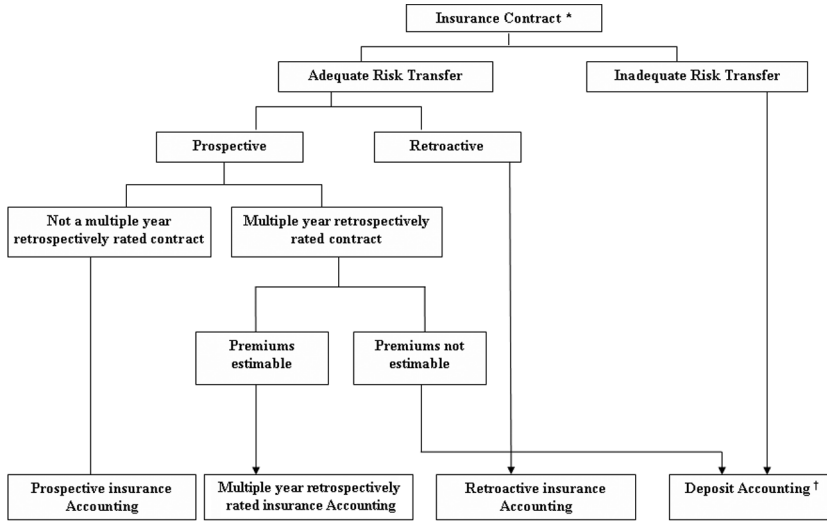 Insurance Contract *
Adequate Risk Transfer
Inadequate Risk Transfer
Prospective
Retroactive
Not a multiple year
retrospectively rated contract
Multiple year retrospectively
rated contract
Premiums
estimable
Premiums not
estimable
Prospective insurance
Accounting
Multiple year retrospectively
rated insurance Accounting
Retroactive insurance
Accounting
Deposit Accounting †